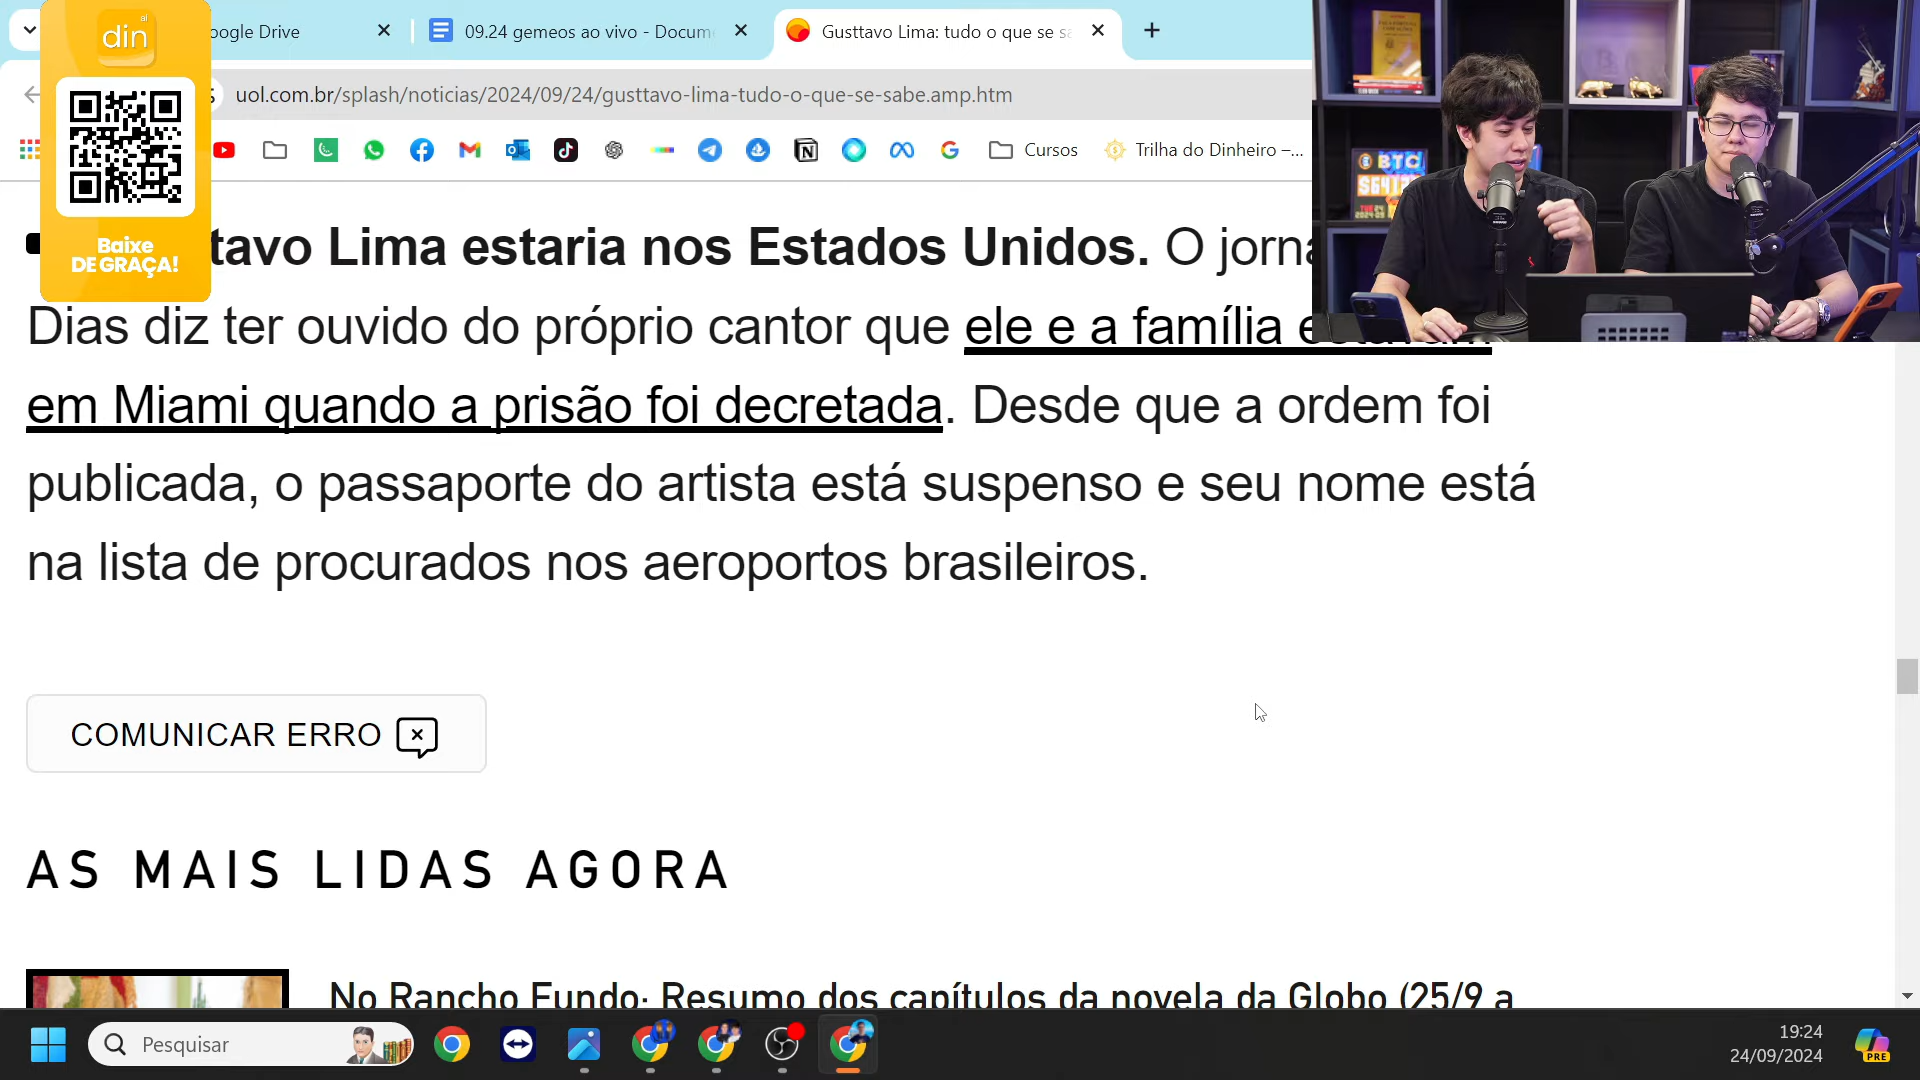 din
al
Baixe
DE GRAÇA!
oogle Drive
09.24 gemeos ao vivo - Docum
Gusttavo Lima: tudo o que se sa
uol.com.br/splash/noticias/2024/09/24/gusttavo-lima-tudo-o-que-se-sabe.amp.htm
Cursos
Trilha do Dinheiro –...
BTC
tavo Lima estaria nos Estados Unidos. O jorna
Dias diz ter ouvido do próprio cantor que ele e a família estavam
em Miami quando a prisão foi decretada. Desde que a ordem foi
publicada, o passaporte do artista está suspenso e seu nome está
na lista de procurados nos aeroportos brasileiros.
COMUNICAR ERRO
AS MAIS LIDAS AGORA
No Rancho Fundo: Resumo dos capítulos da novela da Globo (25/9 a
Pesquisar
19:24
24/09/2024
PRE